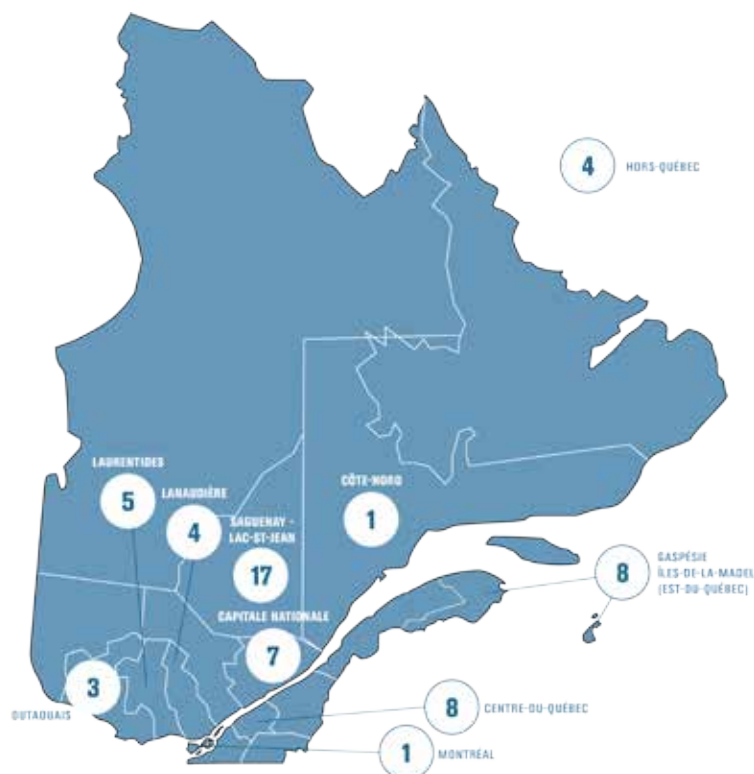 4
HORS-QUÉBEC
LAURENTIDES
5
LANAUDIÈRE
4
SAGUENAY -
LAC-ST-JEAN
17
CÔTE-NORD
1
8
GASPÉSIE
ÎLES-DE-LA-MADEL
(EST-DU-QUÉBEC)
CAPITALE NATIONALE
7
3
OUTAOUAIS
8
CENTRE-DU-QUÉBEC
1
MONTRÉAL